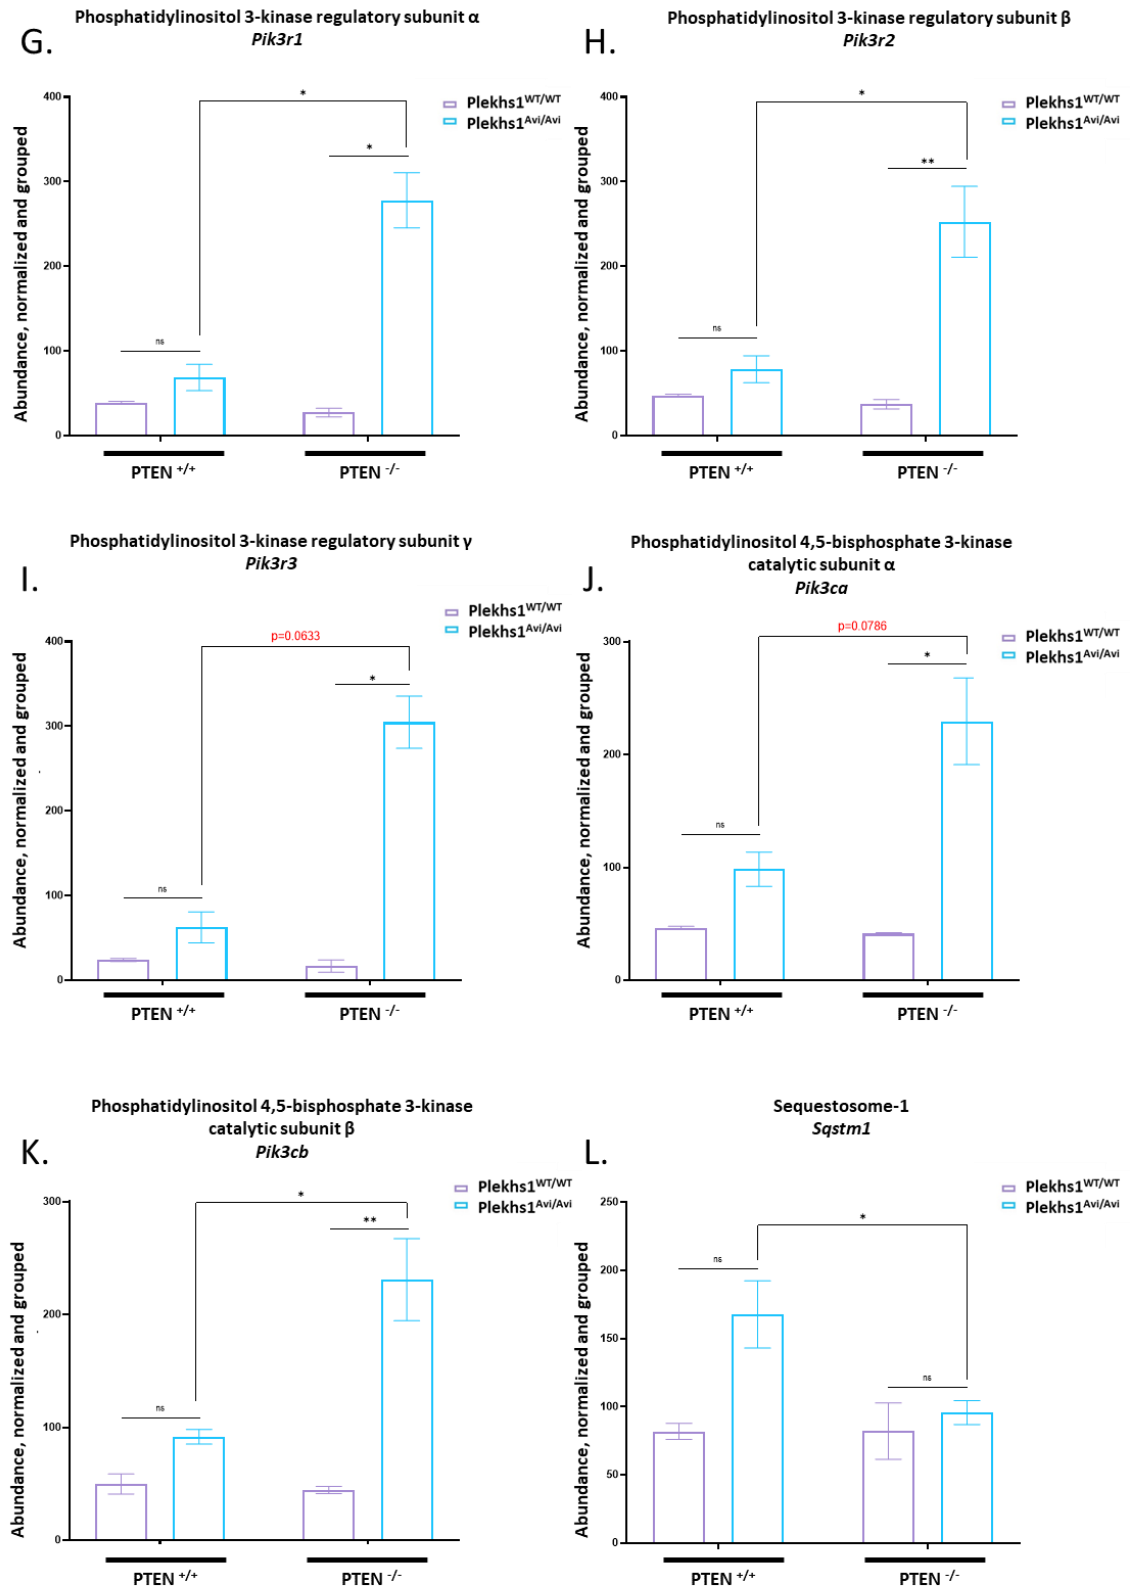 Phosphatidylinositol 3-kinase regulatory subunit α
Pik3r1
G.
Plekhs1WT/WT
Plekhs1Avi/Avi
Abundance, normalized and grouped
400
300
200
100
0
ns
*
*
PTEN +/+
PTEN -/-
Phosphatidylinositol 3-kinase regulatory subunit β
Pik3r2
H.
Plekhs1WT/WT
Plekhs1Avi/Avi
Abundance, normalized and grouped
400
300
200
100
0
ns
*
**
PTEN +/+
PTEN -/-
Phosphatidylinositol 3-kinase regulatory subunit γ
Pik3r3
I.
Plekhs1WT/WT
Plekhs1Avi/Avi
Abundance, normalized and grouped
400
300
200
100
0
ns
p=0.0633
*
PTEN +/+
PTEN -/-
Phosphatidylinositol 4,5-bisphosphate 3-kinase
catalytic subunit α
Pik3ca
J.
Plekhs1WT/WT
Plekhs1Avi/Avi
Abundance, normalized and grouped
300
200
100
0
ns
p=0.0786
*
PTEN +/+
PTEN -/-
Phosphatidylinositol 4,5-bisphosphate 3-kinase
catalytic subunit β
Pik3cb
K.
Plekhs1WT/WT
Plekhs1Avi/Avi
Abundance, normalized and grouped
300
200
100
0
ns
*
**
PTEN +/+
PTEN -/-
Sequestosome-1
Sqstm1
L.
Plekhs1WT/WT
Plekhs1Avi/Avi
Abundance, normalized and grouped
250
200
150
100
50
0
ns
*
ns
PTEN +/+
PTEN -/-